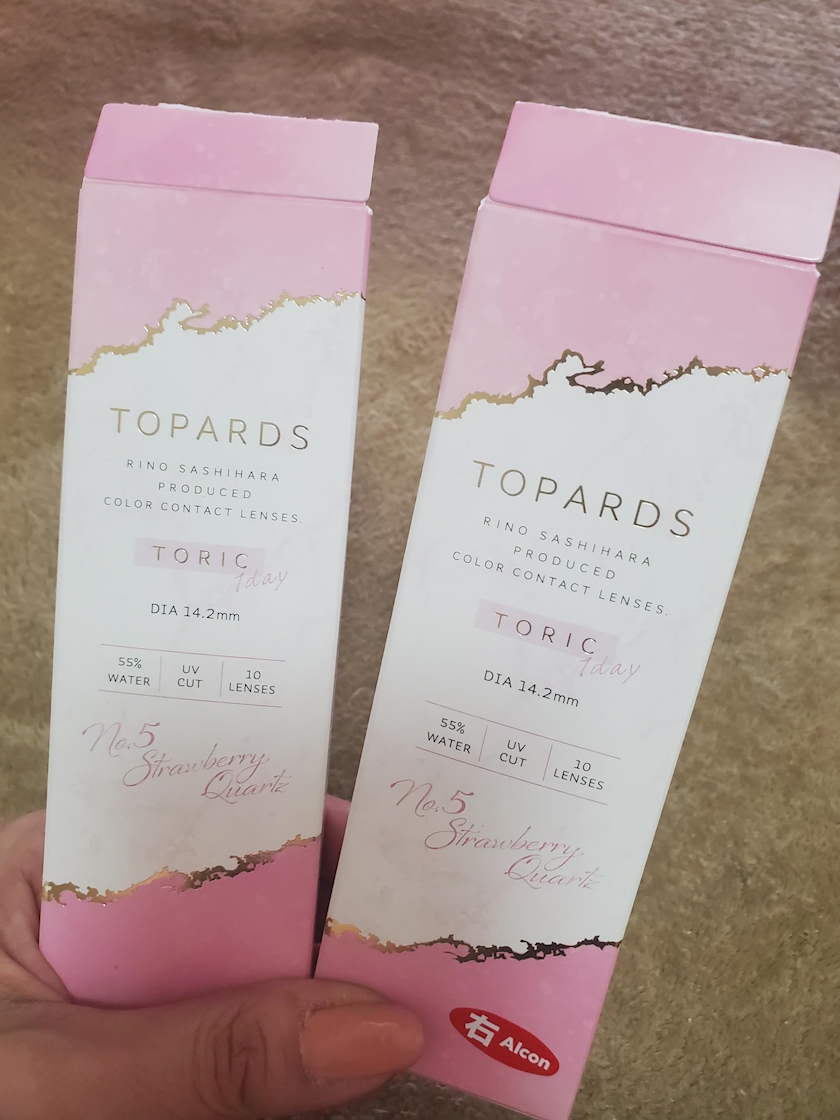 TOPARDS
RINO SASHIHARA
PRODUCED
COLOR CONTACT LENSES.
TORIC
1day
DIA 14.2mm
55%
WATER
UV
CUT
10
LENSES
No.5
Strawberry
Quartz
TOPARDS
RINO SASHIHARA
PRODUCED
COLOR CONTACT LENSES.
TORIC
1day
DIA 14.2mm
55%
WATER
UV
CUT
10
LENSES
No.5
Strawberry
Quartz
右 Alcon